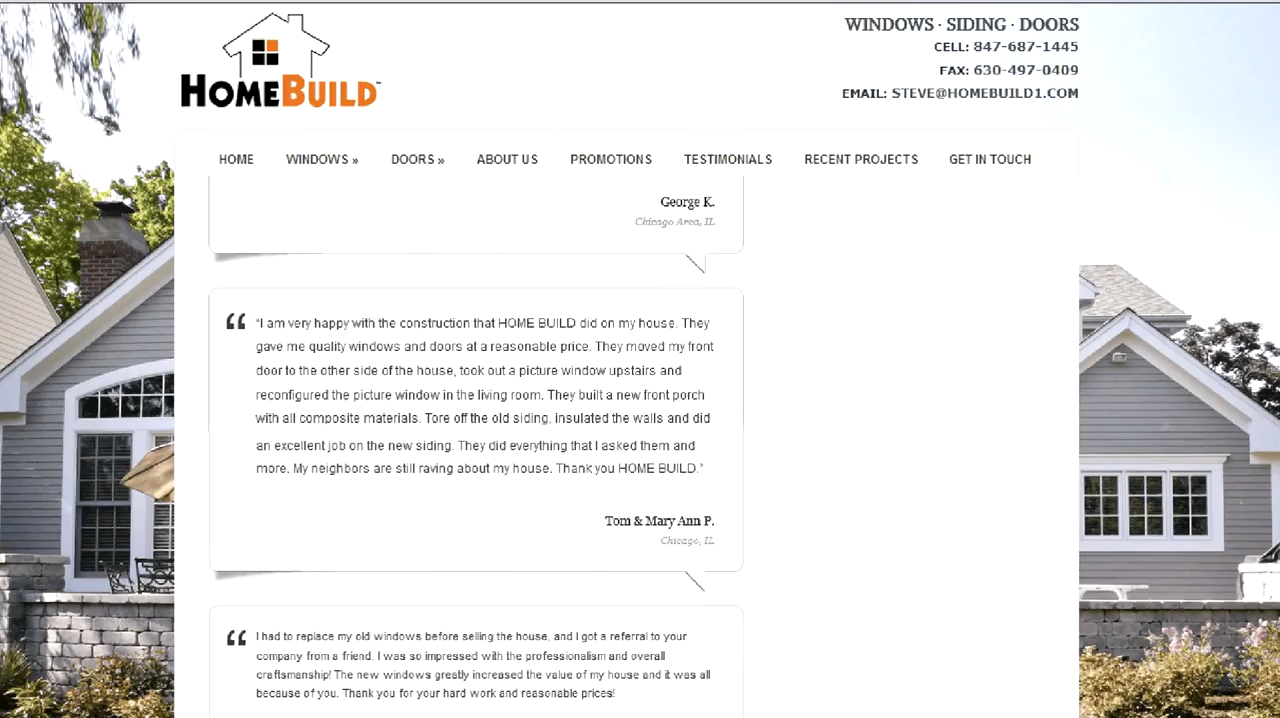 HOMEBUILD™
WINDOWS · SIDING · DOORS
CELL: 847-687-1445
FAX: 630-497-0409
EMAIL: STEVE@HOMEBUILD1.COM
HOME WINDOWS » DOORS » ABOUT US PROMOTIONS TESTIMONIALS RECENT PROJECTS GET IN TOUCH
George K.
Chicago Area, IL
“I am very happy with the construction that HOME BUILD did on my house. They
gave me quality windows and doors at a reasonable price. They moved my front
door to the other side of the house, took out a picture window upstairs and
reconfigured the picture window in the living room. They built a new front porch
with all composite materials. Tore off the old siding, insulated the walls and did
an excellent job on the new siding. They did everything that I asked them and
more. My neighbors are still raving about my house. Thank you HOME BUILD.”
Tom & Mary Ann P.
Chicago, IL
I had to replace my old windows before selling the house, and I got a referral to your
company from a friend. I was so impressed with the professionalism and overall
craftsmanship! The new windows greatly increased the value of my house and it was all
because of you. Thank you for your hard work and reasonable prices!